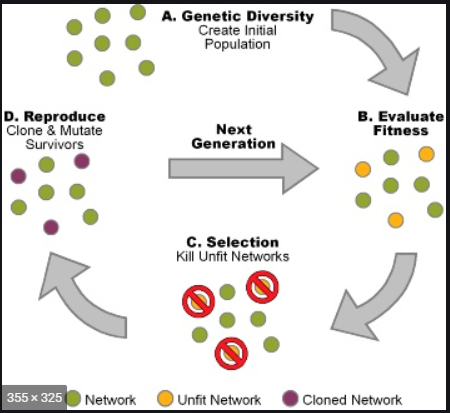 A. Genetic Diversity
Create Initial
Population
D. Reproduce
Clone & Mutate
Survivors
Next
Generation
B. Evaluate
Fitness
C. Selection
Kill Unfit Networks
355 × 325
Network
Unfit Network
Cloned Network